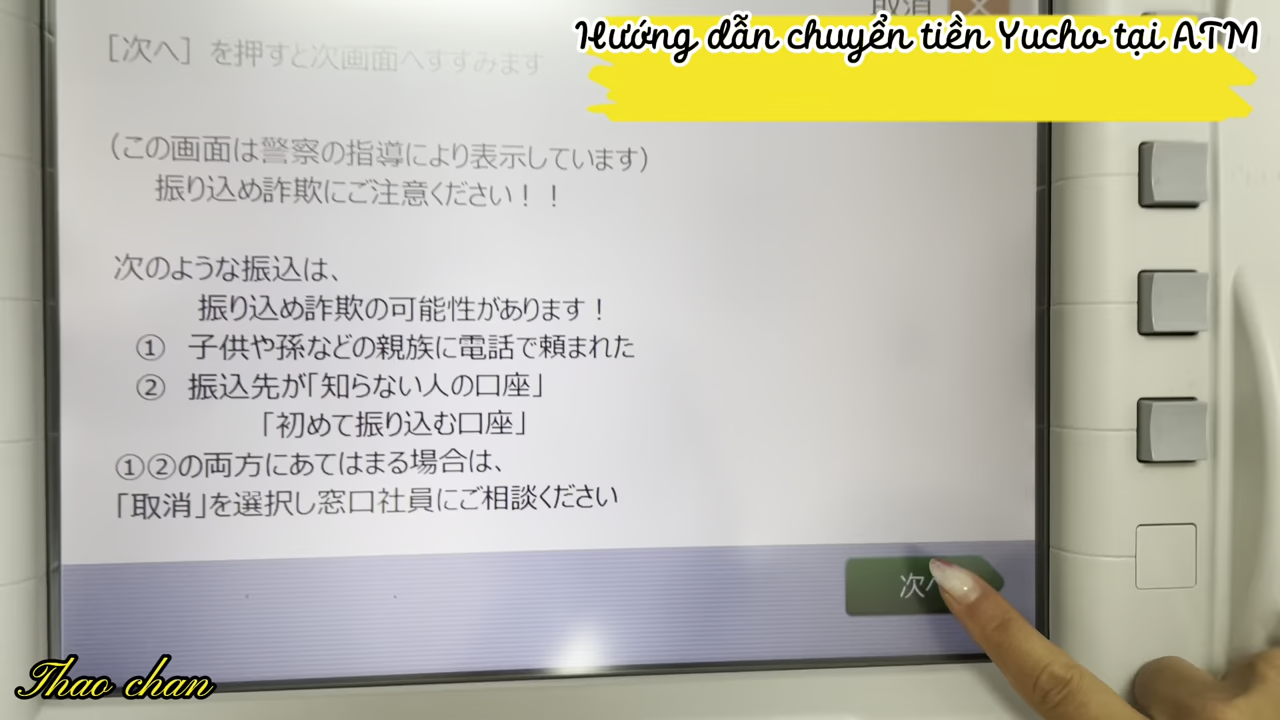 取消
Hướng dẫn chuyển tiền Yucho tại ATM
［次へ］を押すと次画面へすすみます
（この画面は警察の指導により表示しています）
振り込め詐欺にご注意ください！！
次のような振込は、
振り込め詐欺の可能性があります！
① 子供や孫などの親族に電話で頼まれた
② 振込先が「知らない人の口座」
「初めて振り込む口座」
①②の両方にあてはまる場合は、
「取消」を選択し窓口社員にご相談ください
次へ
Thao chan